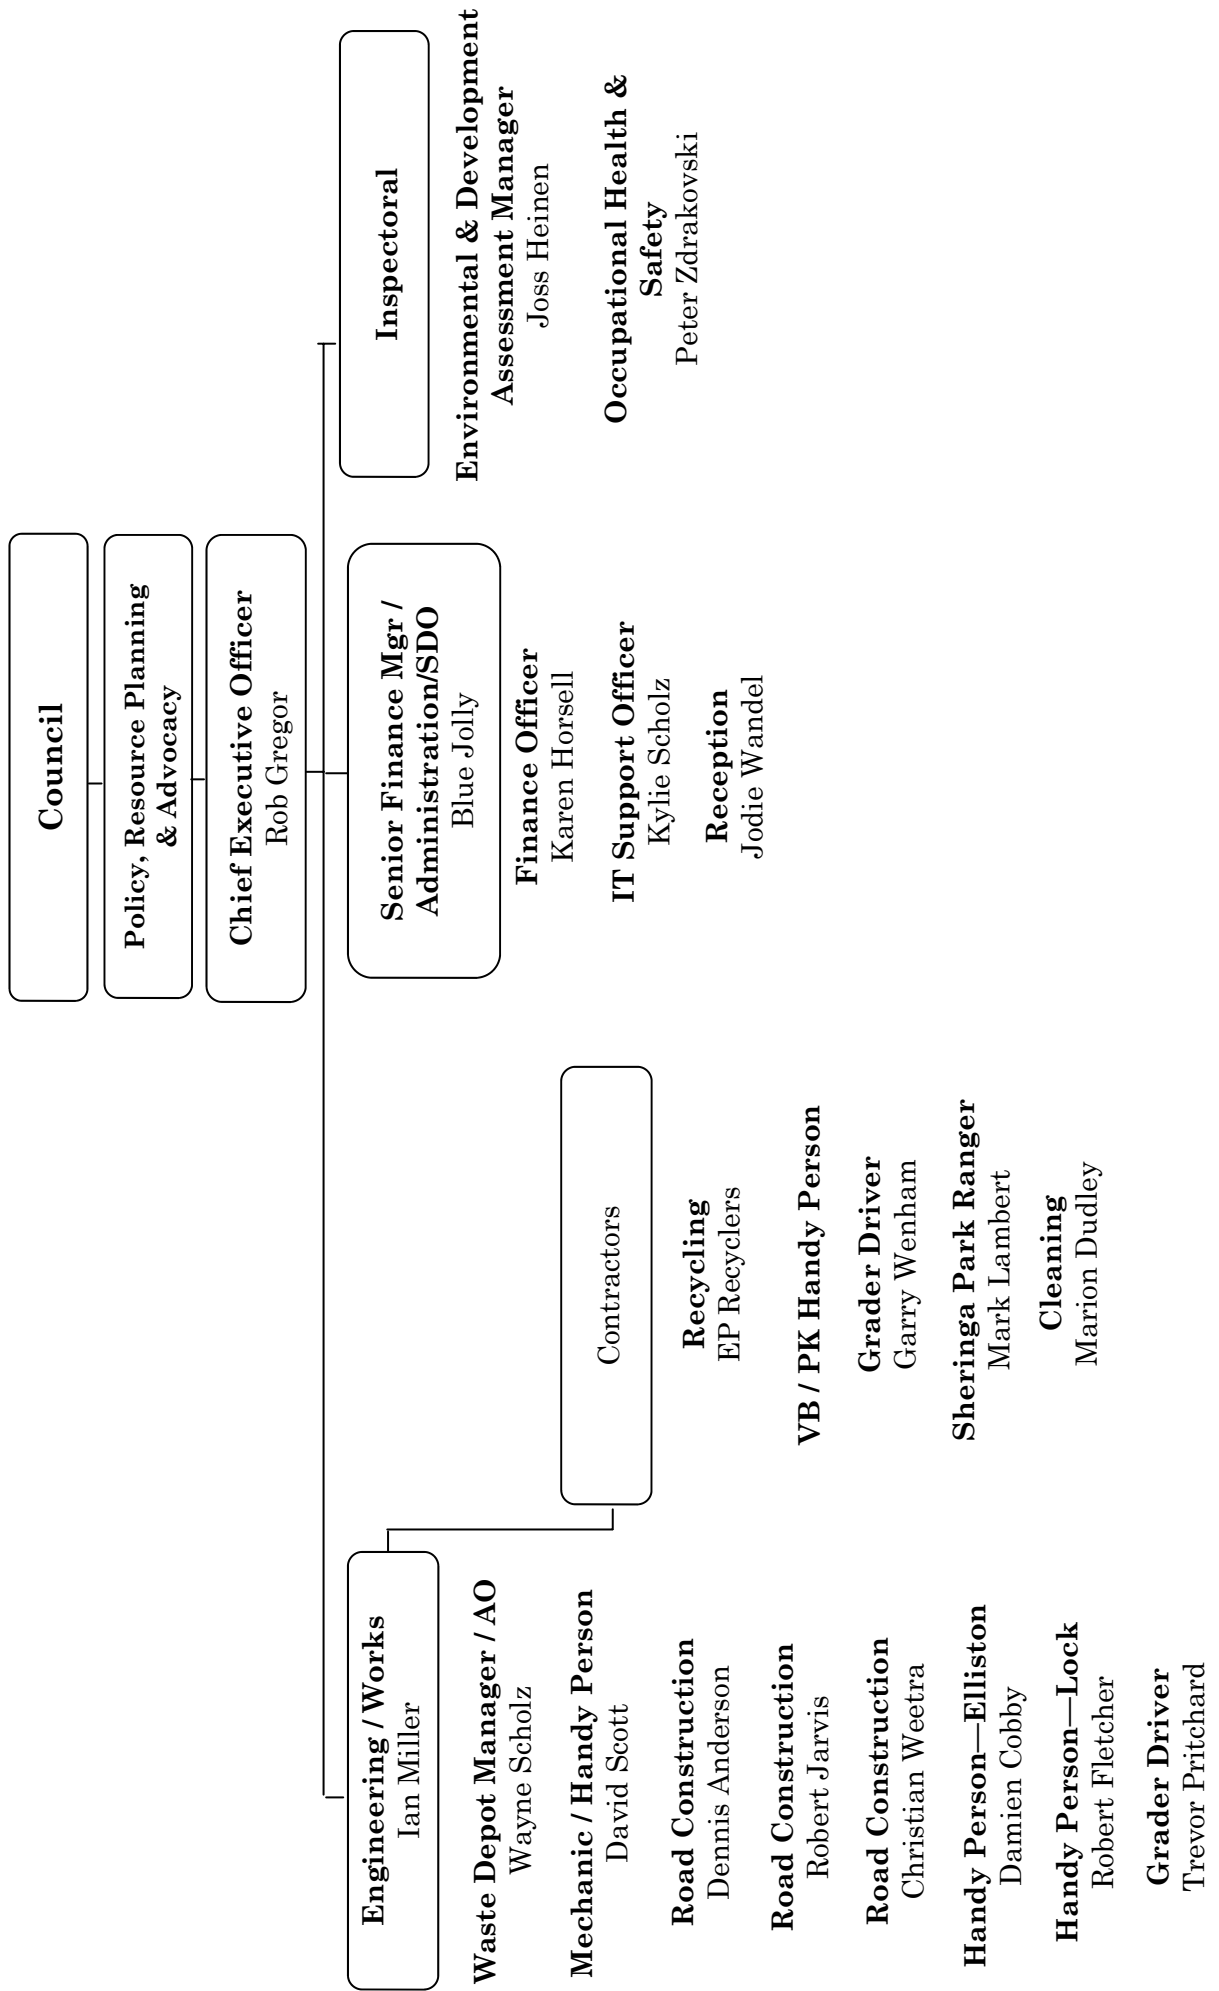 Council
Policy, Resource Planning
& Advocacy
Chief Executive Officer
Rob Gregor
Engineering / Works
Ian Miller
Waste Depot Manager / AO
Wayne Scholz
Mechanic / Handy Person
David Scott
Road Construction
Dennis Anderson
Road Construction
Robert Jarvis
Road Construction
Christian Weetra
Handy Person—Elliston
Damien Cobby
Handy Person—Lock
Robert Fletcher
Grader Driver
Trevor Pritchard
Contractors
Recycling
EP Recyclers
VB / PK Handy Person
Grader Driver
Garry Wenham
Sheringa Park Ranger
Mark Lambert
Cleaning
Marion Dudley
Senior Finance Mgr /
Administration/SDO
Blue Jolly
Finance Officer
Karen Horsell
IT Support Officer
Kylie Scholz
Reception
Jodie Wandel
Inspectoral
Environmental & Development
Assessment Manager
Joss Heinen
Occupational Health &
Safety
Peter Zdrakovski